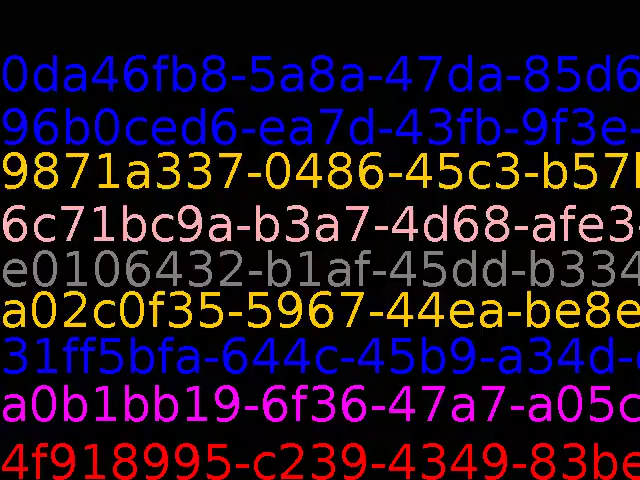 0da46fb8-5a8a-47da-85d6
96b0ced6-ea7d-43fb-9f3e-
9871a337-0486-45c3-b57
6c71bc9a-b3a7-4d68-afe3-
e0106432-b1af-45dd-b334
a02c0f35-5967-44ea-be8e
31ff5bfa-644c-45b9-a34d-
a0b1bb19-6f36-47a7-a05c
4f918995-c239-4349-83be